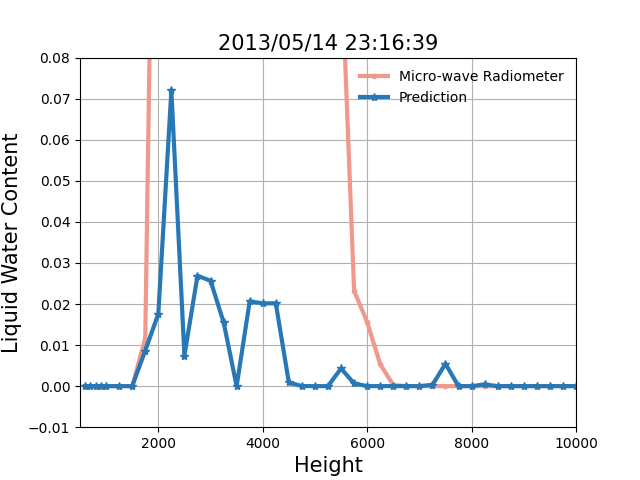 2013/05/14 23:16:39
Liquid Water Content
0.08
0.07
0.06
0.05
0.04
0.03
0.02
0.01
0.00
−0.01
Micro-wave Radiometer
Prediction
2000 4000 6000 8000 10000
Height